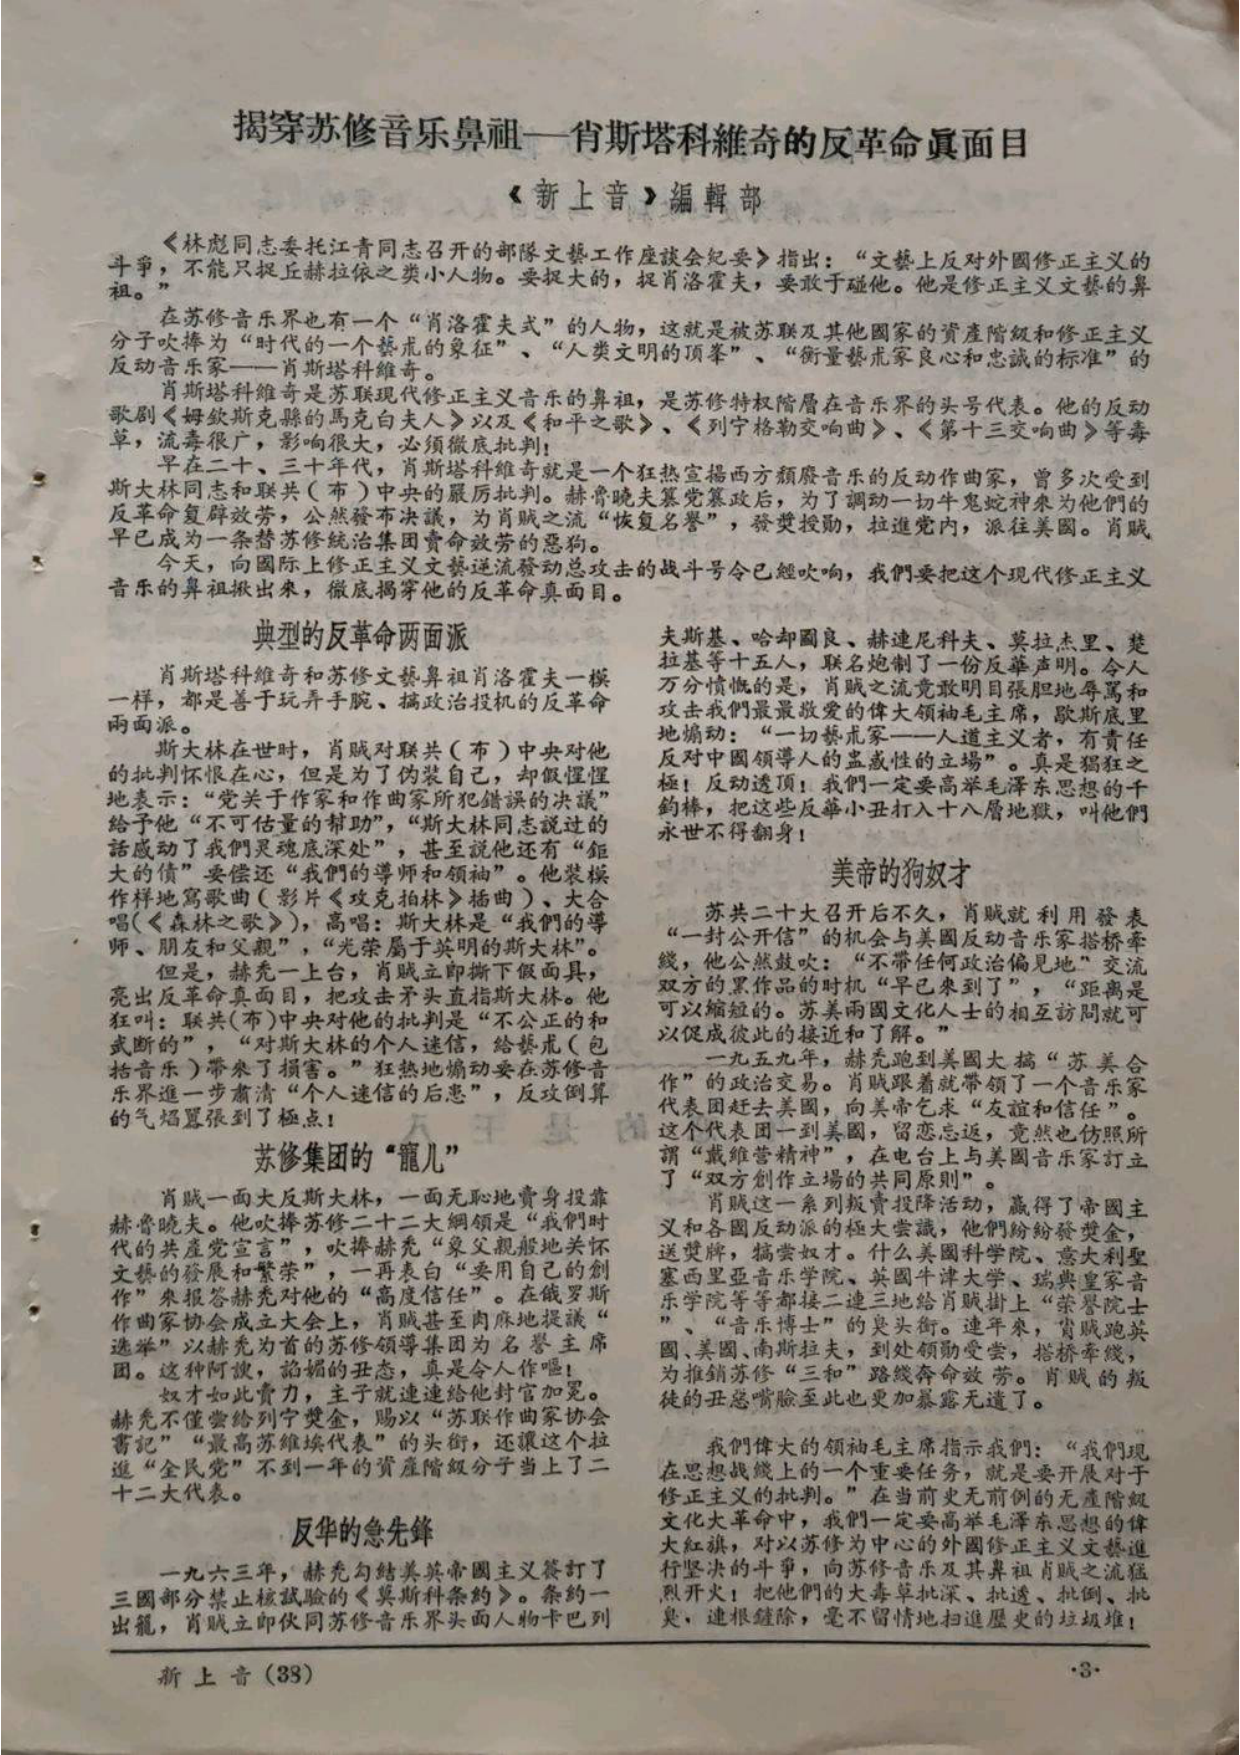 揭穿苏修音乐鼻祖——肖斯塔科維奇的反革命眞面目
《新上音》編輯部
《林彪同志委托江青同志召开的部隊文藝工作座談会紀要》指出：“文藝上反对外國修正主义的
斗爭，不能只捉丘赫拉依之类小人物。要捉大的，捉肖洛霍夫，要敢于碰他。他是修正主义文藝的鼻
祖。”
在苏修音乐界也有一个“肖洛霍夫式”的人物，这就是被苏联及其他國家的資產階級和修正主义
分子吹捧为“时代的一个藝朮的象征”、“人类文明的頂峯”、“衡量藝朮家良心和忠誠的标准”的
反动音乐家——肖斯塔科維奇。
肖斯塔科維奇是苏联現代修正主义音乐的鼻祖，是苏修特权階層在音乐界的头号代表。他的反动
歌剧《姆欽斯克縣的馬克白夫人》以及《和平之歌》、《列宁格勒交响曲》、《第十三交响曲》等毒
草，流毒很广，影响很大，必須徹底批判！
早在二十、三十年代，肖斯塔科維奇就是一个狂热宣揚西方頹廢音乐的反动作曲家，曾多次受到
斯大林同志和联共（布）中央的嚴厉批判。赫魯曉夫篡党篡政后，为了調动一切牛鬼蛇神來为他們的
反革命复辟效劳，公然發布决議，为肖贼之流“恢复名誉”，發奖授勛，拉進党內，派往美國。肖贼
早已成为一条替苏修統治集团賣命效劳的惡狗。
今天，向國际上修正主义文藝逆流發动总攻击的战斗号令已經吹响，我們要把这个現代修正主义
音乐的鼻祖揪出來，徹底揭穿他的反革命真面目。
典型的反革命两面派
肖斯塔科維奇和苏修文藝鼻祖肖洛霍夫一模
一样，都是善于玩弄手腕、搞政治投机的反革命
兩面派。
斯大林在世时，肖贼对联共（布）中央对他
的批判怀恨在心，但是为了伪裝自己，却假惺惺
地表示：“党关于作家和作曲家所犯錯誤的决議”
給予他“不可估量的帮助”，“斯大林同志説过的
話感动了我們灵魂底深处”，甚至説他还有“鉅
大的债”要偿还“我們的導师和領袖”。他裝模
作样地寫歌曲（影片《攻克柏林》插曲）、大合
唱（《森林之歌》），高唱：斯大林是“我們的導
师、朋友和父親”，“光荣屬于英明的斯大林”。
但是，赫禿一上台，肖贼立卽撕下假面具，
亮出反革命真面目，把攻击矛头直指斯大林。他
狂叫：联共(布)中央对他的批判是“不公正的和
武断的”，“对斯大林的个人迷信，給藝朮（包
括音乐）帶來了損害。”狂热地煽动要在苏修音
乐界進一步肅清“个人迷信的后患”，反攻倒算
的气焰囂張到了極点！
苏修集团的“寵儿”
肖贼一面大反斯大林，一面无恥地賣身投靠
赫魯曉夫。他吹捧苏修二十二大綱領是“我們时
代的共產党宣言”，吹捧赫禿“象父親般地关怀
文藝的發展和繁荣”，一再表白“要用自己的創
作”來报答赫禿对他的“高度信任”。在俄罗斯
作曲家协会成立大会上，肖贼甚至肉麻地提議“
选举”以赫禿为首的苏修領導集团为名誉主席
团。这种阿諛，諂媚的丑态，真是令人作嘔！
奴才如此賣力，主子就連連給他封官加冕。
赫禿不僅賞給列宁獎金，賜以“苏联作曲家协会
書記”“最高苏維埃代表”的头銜，还讓这个拉
進“全民党”不到一年的資產階級分子当上了二
十二大代表。
反华的急先鋒
一九六三年，赫禿勾結美英帝國主义簽訂了
三國部分禁止核試驗的《莫斯科条約》。条約一
出籠，肖贼立卽伙同苏修音乐界头面人物卡巴列
夫斯基、哈却國良、赫連尼科夫、莫拉杰里、楚
拉基等十五人，联名炮制了一份反華声明。令人
万分憤慨的是，肖贼之流竟敢明目張胆地辱駡和
攻击我們最最敬爱的偉大領袖毛主席，歇斯底里
地煽动：“一切藝朮家——人道主义者，有責任
反对中國領導人的蛊惑性的立場”。真是猖狂之
極！反动透頂！我們一定要高举毛澤东思想的千
鈞棒，把这些反華小丑打入十八層地獄，叫他們
永世不得翻身！
美帝的狗奴才
苏共二十大召开后不久，肖贼就利用發表
“一封公开信”的机会与美國反动音乐家搭桥牵
綫，他公然鼓吹：“不帶任何政治偏見地”交流
双方的黑作品的时机“早已來到了”，“距离是
可以縮短的。苏美兩國文化人士的相互訪問就可
以促成彼此的接近和了解。”
一九五九年，赫禿跑到美國大搞“苏美合
作”的政治交易。肖贼跟着就帶領了一个音乐家
代表团赶去美國，向美帝乞求“友誼和信任”。
这个代表团一到美國，留恋忘返，竟然也仿照所
謂“戴維营精神”，在电台上与美國音乐家訂立
了“双方創作立場的共同原則”。
肖贼这一系列叛賣投降活动，贏得了帝國主
义和各國反动派的極大尝識，他們紛紛發奖金，
送奖牌，犒尝奴才。什么美國科学院、意大利聖
塞西里亞音乐学院、英國牛津大学、瑞典皇家音
乐学院等等都接二連三地給肖贼掛上“荣誉院士
”、“音乐博士”的臭头銜。連年來，肖贼跑英
國、美國、南斯拉夫，到处領勛受尝，搭桥牵綫，
为推銷苏修“三和”路綫奔命效劳。肖贼的叛
徒的丑惡嘴臉至此也更加暴露无遺了。
我們偉大的領袖毛主席指示我們：“我們現
在思想战綫上的一个重要任务，就是要开展对于
修正主义的批判。”在当前史无前例的无產階級
文化大革命中，我們一定要高举毛澤东思想的偉
大紅旗，对以苏修为中心的外國修正主义文藝進
行堅决的斗爭，向苏修音乐及其鼻祖肖贼之流猛
烈开火！把他們的大毒草批深、批透、批倒、批
臭，連根鏟除，毫不留情地扫進歷史的垃圾堆！
新上音(38)
·3·